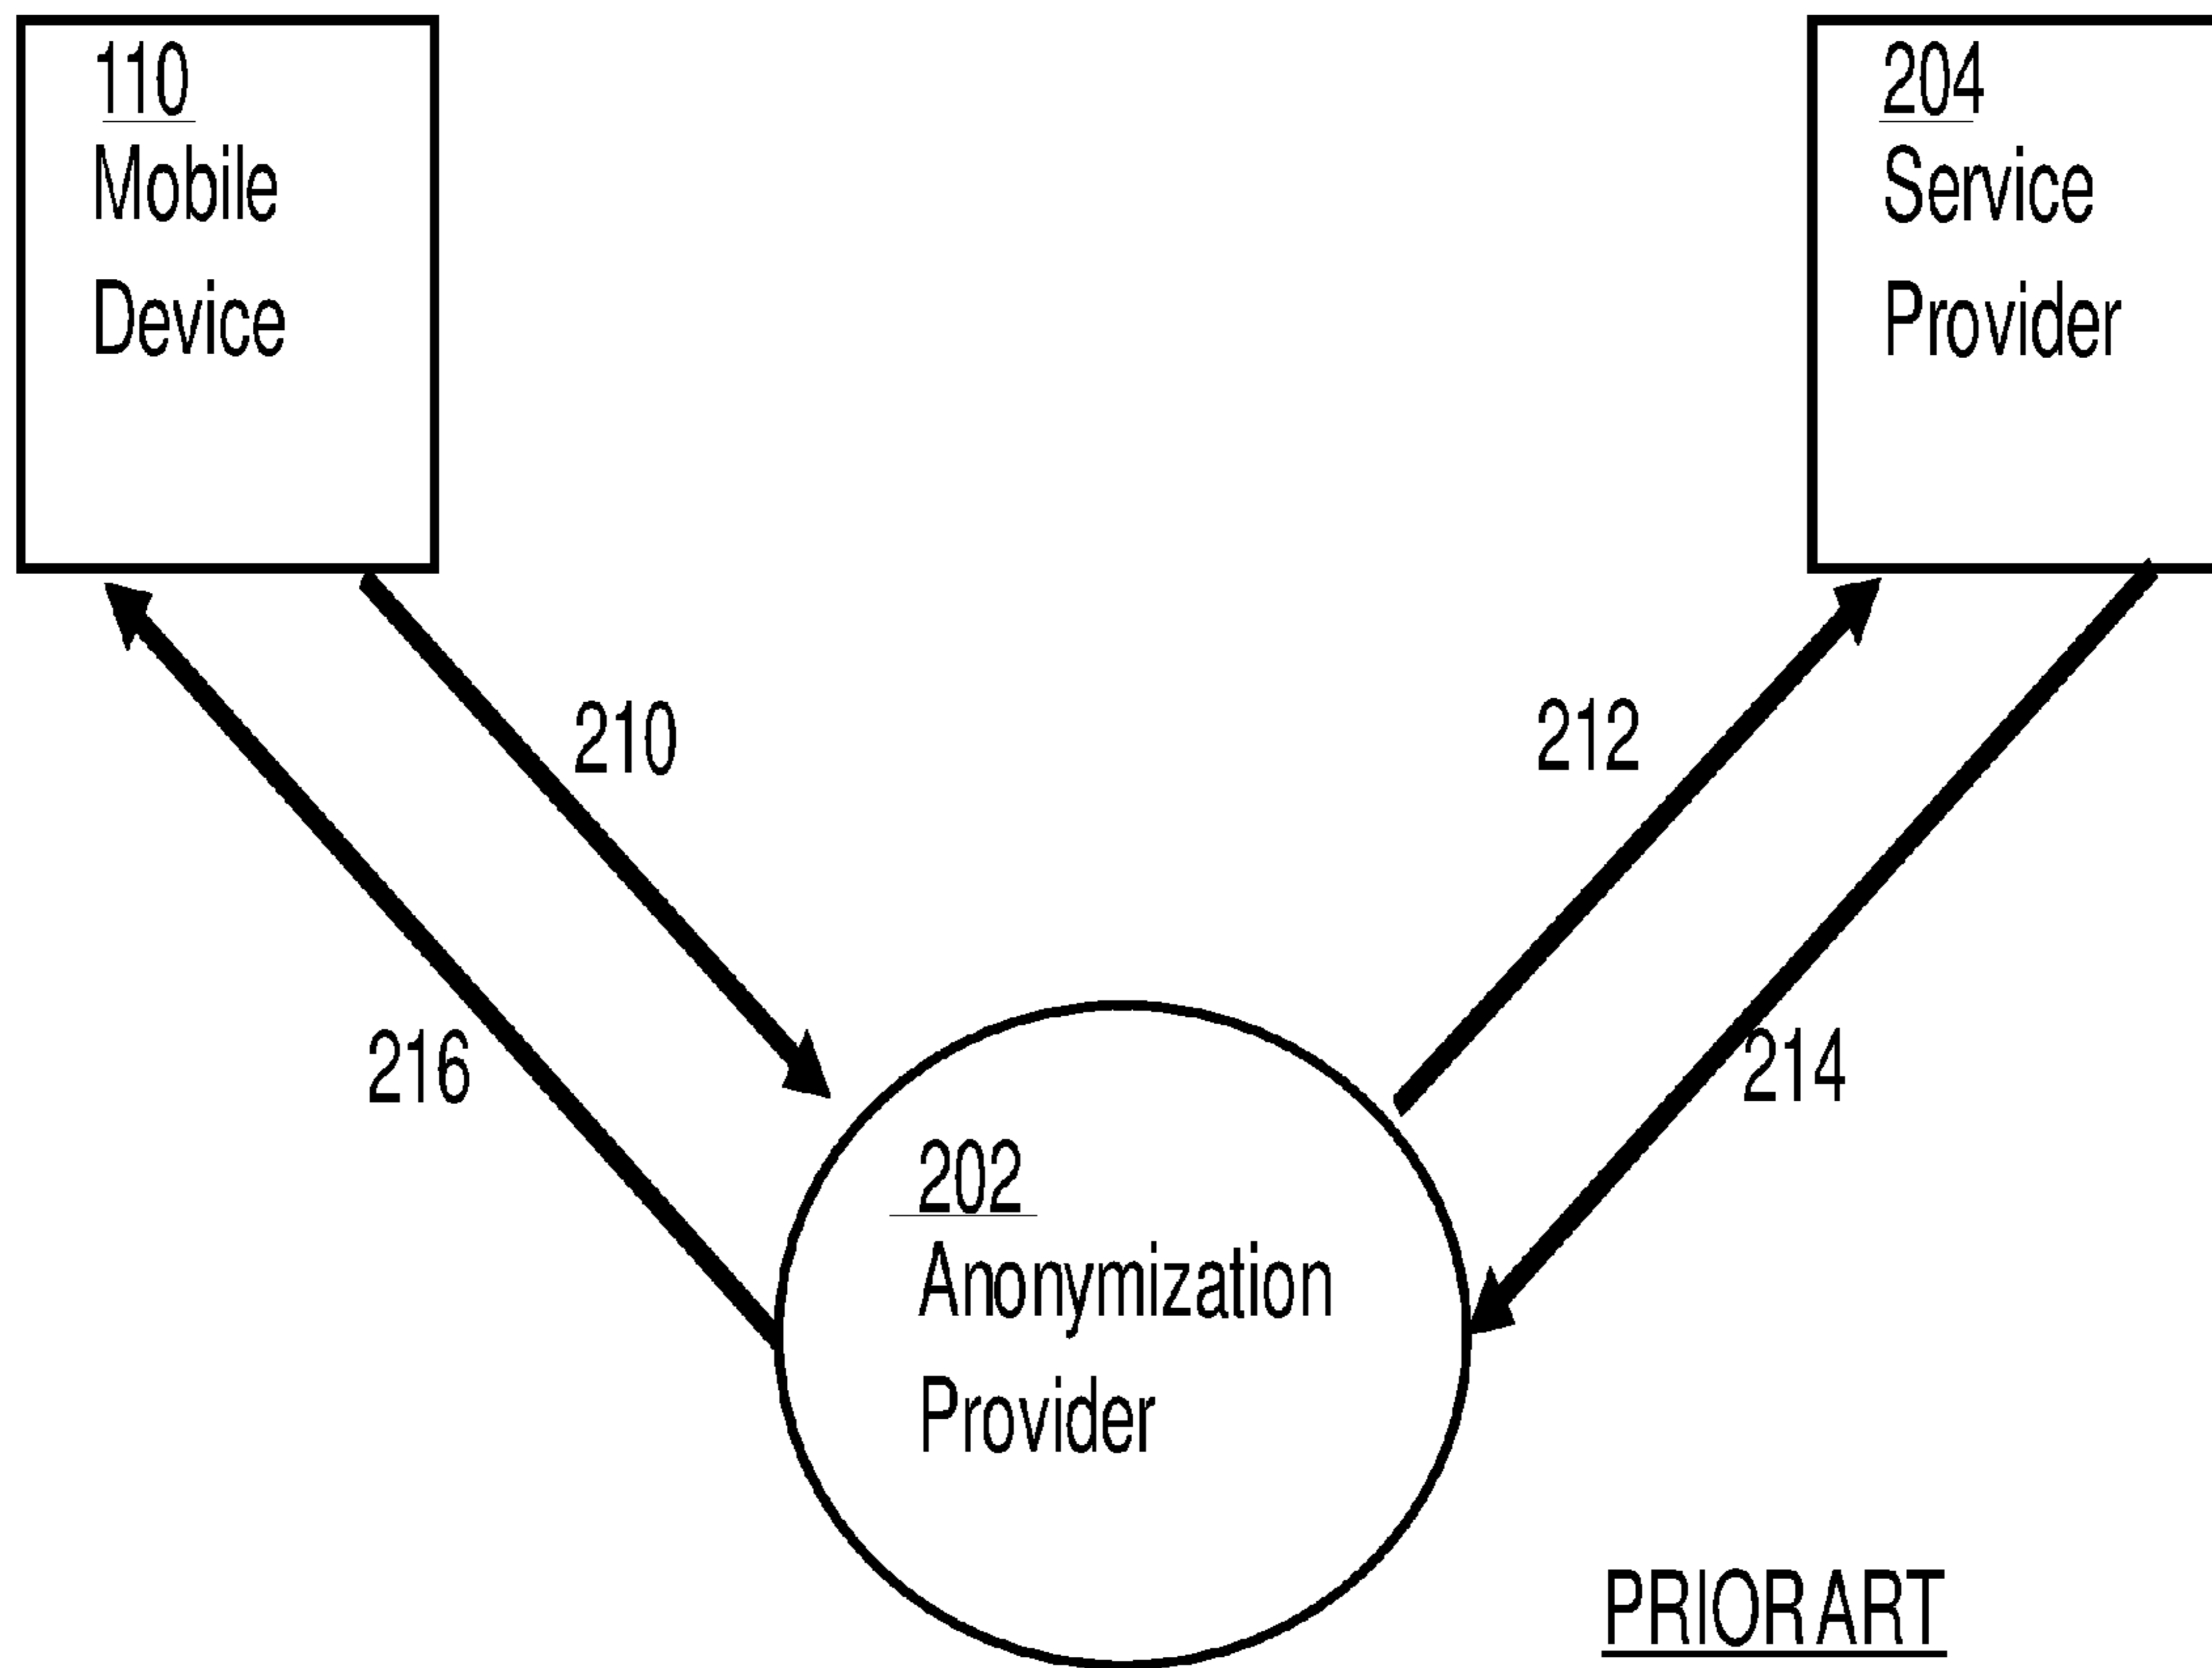 110
Mobile
Device
204
Service
Provider
210
212
216
214
202
Anonymization
Provider
PRIOR ART